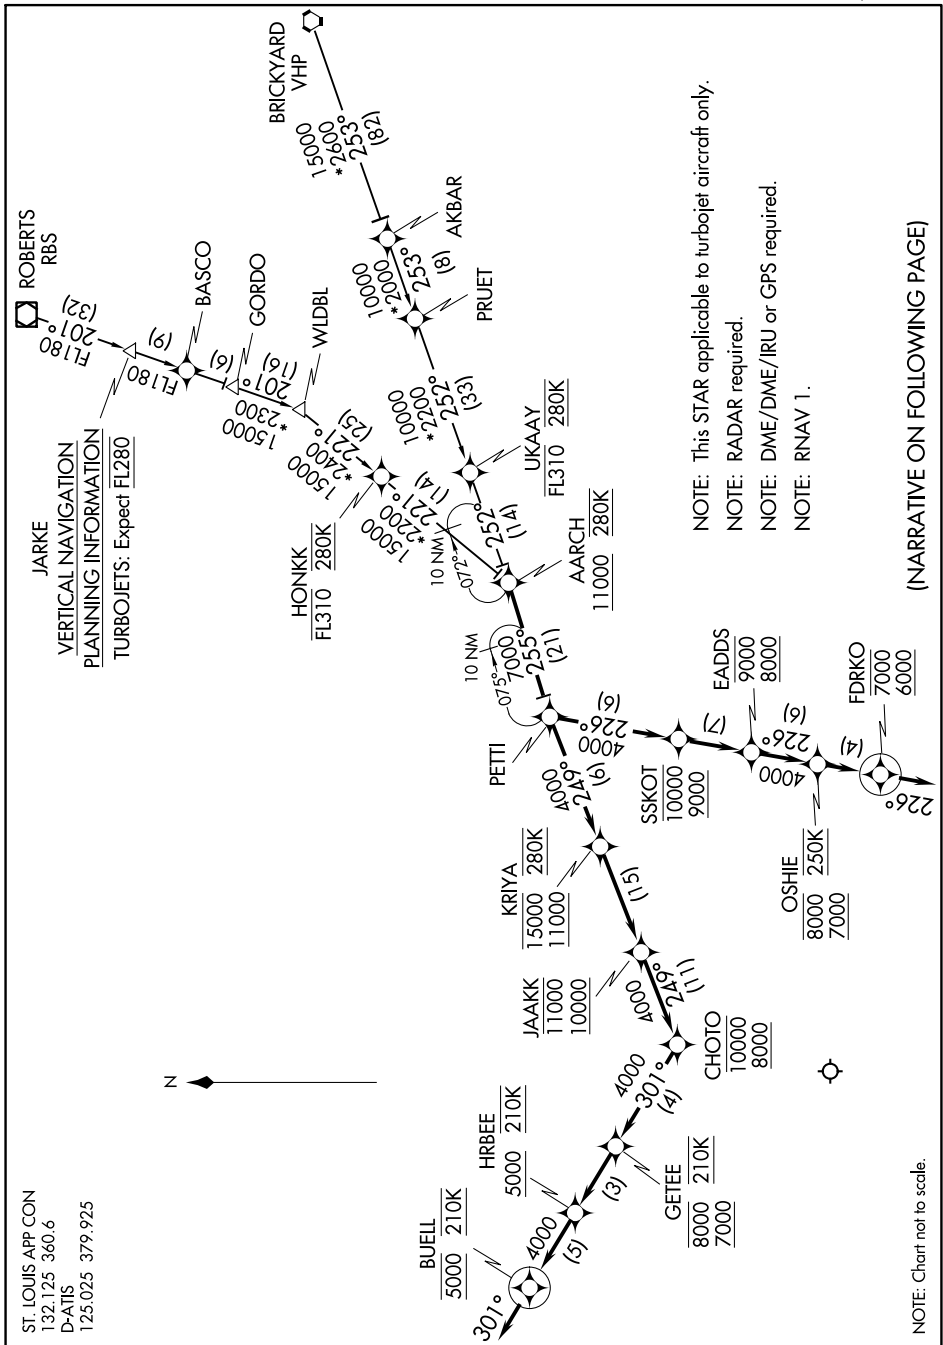 ST. LOUIS APP CON
132.125 360.6
D-ATIS
125.025 379.925
ROBERTS
RBS
FL180
201°
(32)
JARKE
VERTICAL NAVIGATION
PLANNING INFORMATION
TURBOJETS: Expect FL280
FL180
(9)
BASCO
(6)
GORDO
15000
*2300
201°
(16)
WLDBL
15000
*2400
221°
(25)
HONKK
FL310 280K
15000
*2200
221°
(14)
BRICKYARD
VHP
15000
*2600
253°
(82)
AKBAR
10000
*2000
253°
(8)
PRUET
10000
*2200
252°
(33)
UKAAY
FL310 280K
252°
(14)
10 NM
072°
AARCH
11000 280K
10 NM
075°
7000
255°
(21)
PETTI
4000
226°
(6)
SSKOT
10000
9000
(7)
EADDS
9000
8000
4000
226°
(6)
OSHIE
8000 250K
7000
(4)
FDRKO
7000
6000
226°
4000
249°
(6)
KRIYA
15000 280K
11000
(15)
JAAKK
11000
10000
4000
249°
(11)
CHOTO
10000
8000
4000
301°
(4)
GETEE
8000 210K
7000
(3)
HRBEE
5000 210K
4000
(5)
BUELL
5000 210K
301°
N
NOTE: This STAR applicable to turbojet aircraft only.
NOTE: RADAR required.
NOTE: DME/DME/IRU or GPS required.
NOTE: RNAV 1.
(NARRATIVE ON FOLLOWING PAGE)
NOTE: Chart not to scale.